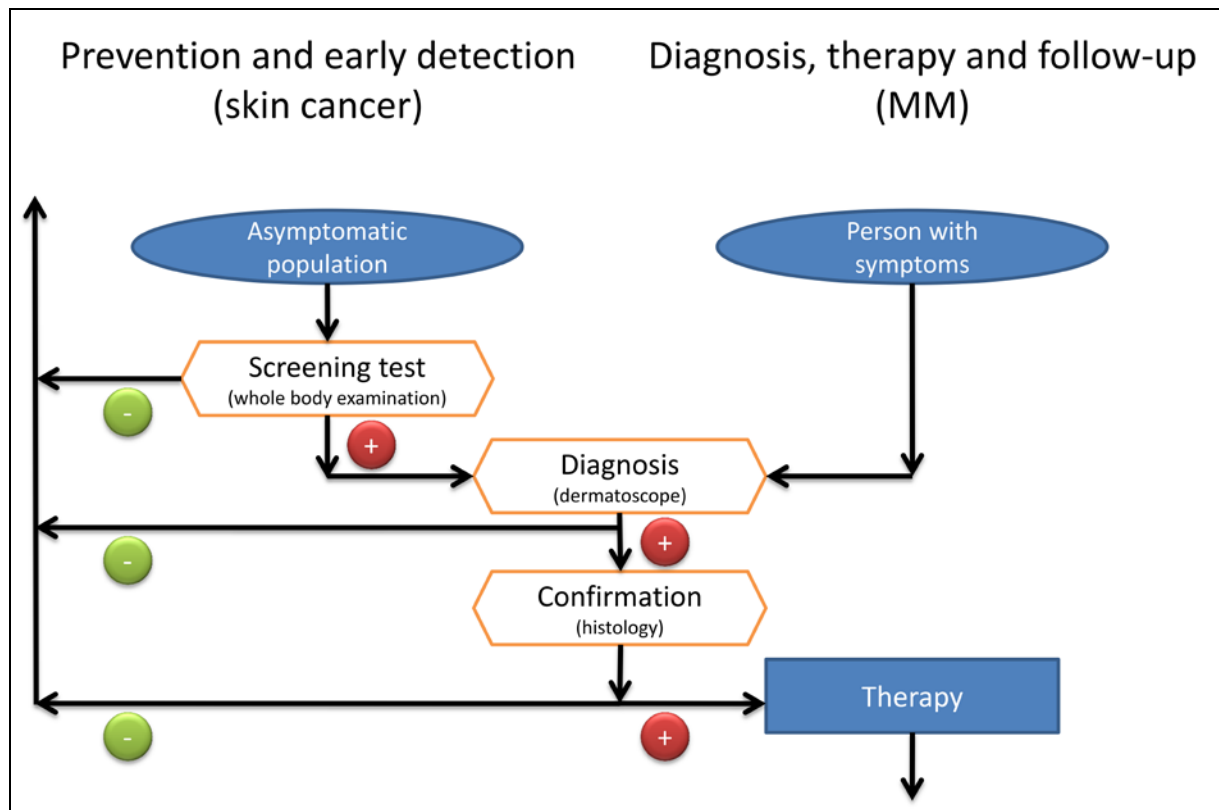 Prevention and early detection
(skin cancer)
Diagnosis, therapy and follow-up
(MM)
Asymptomatic
population
Person with
symptoms
Screening test
(whole body examination)
-
+
Diagnosis
(dermatoscope)
-
+
Confirmation
(histology)
Therapy
-
+